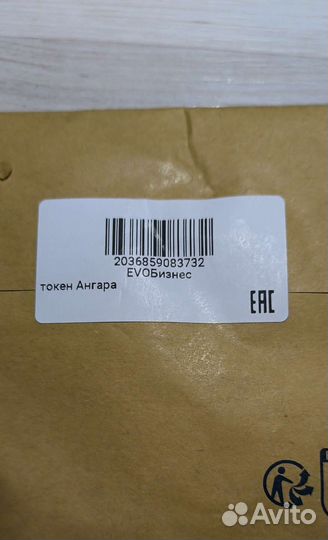 2036859083732
EVOБизнес
токен Ангара
EAC
Avito